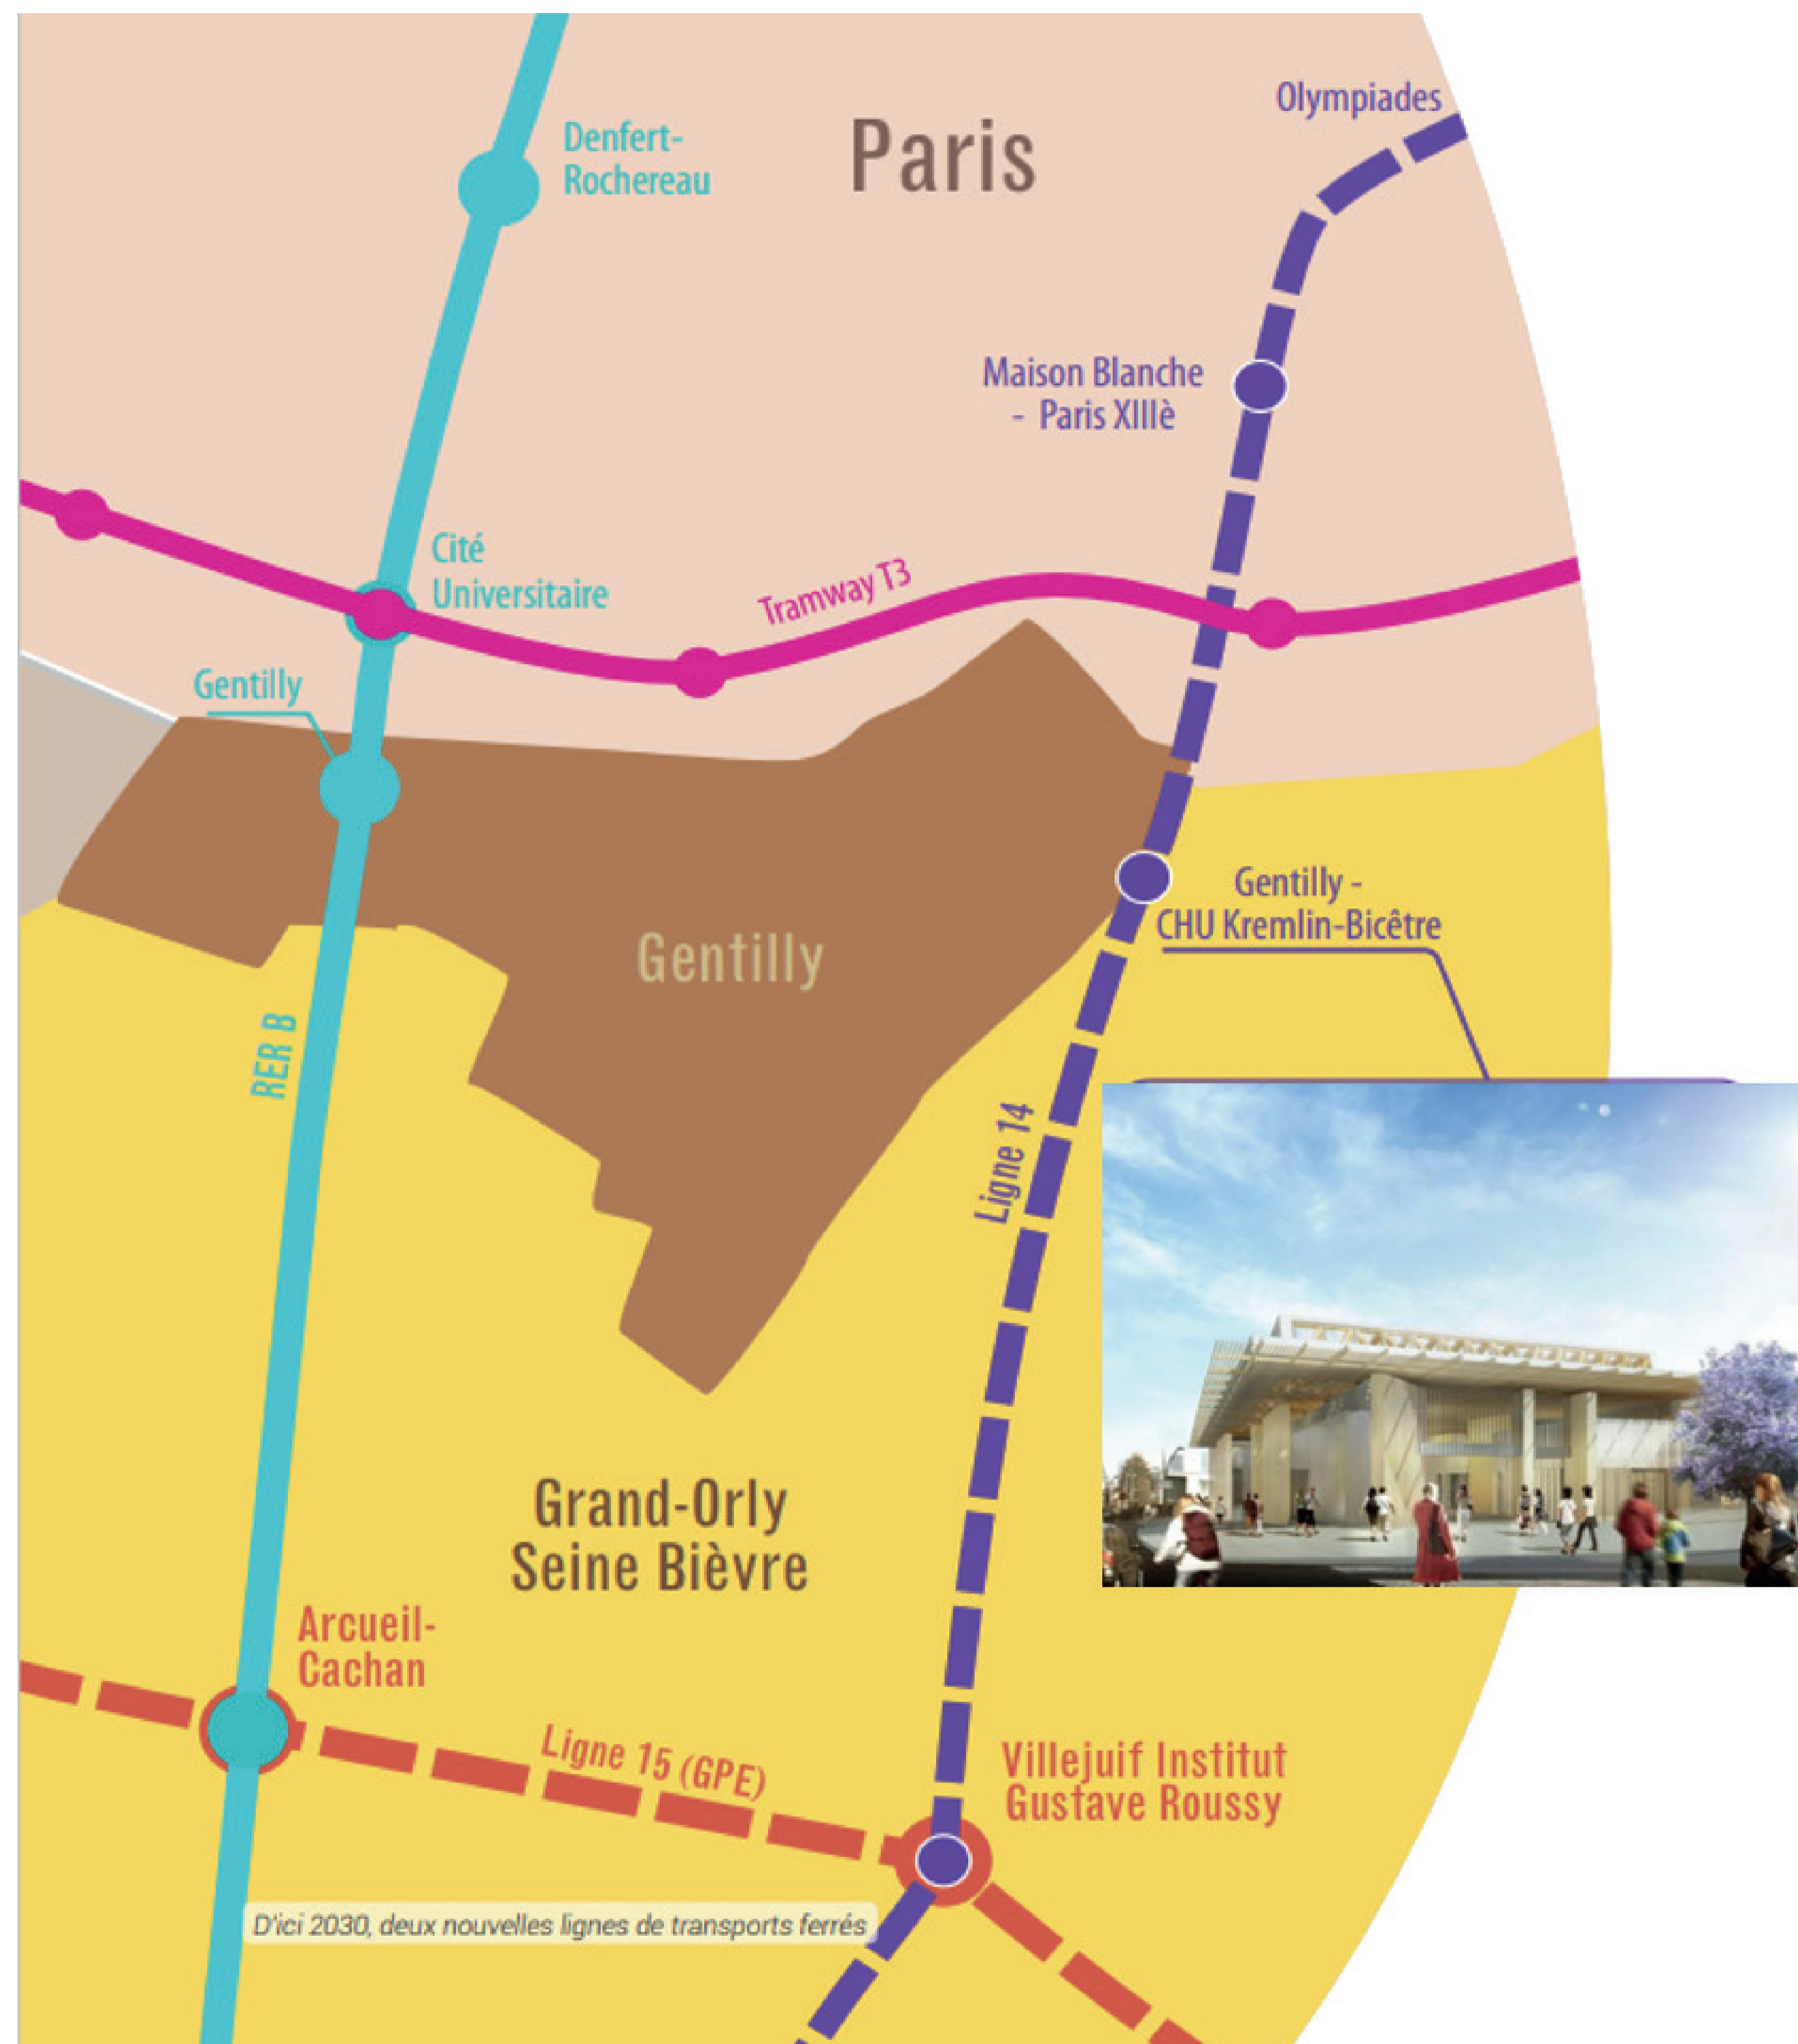 Olympiades
Denfert-
Rochereau
Paris
Maison Blanche
- Paris XIIIè
Cité
Universitaire
Tramway T3
Gentilly
Gentilly -
CHU Kremlin-Bicêtre
Gentilly
RER B
Ligne 14
Grand-Orly
Seine Bièvre
Arcueil-
Cachan
Ligne 15 (GPE)
Villejuif Institut
Gustave Roussy
D'ici 2030, deux nouvelles lignes de transports ferrés